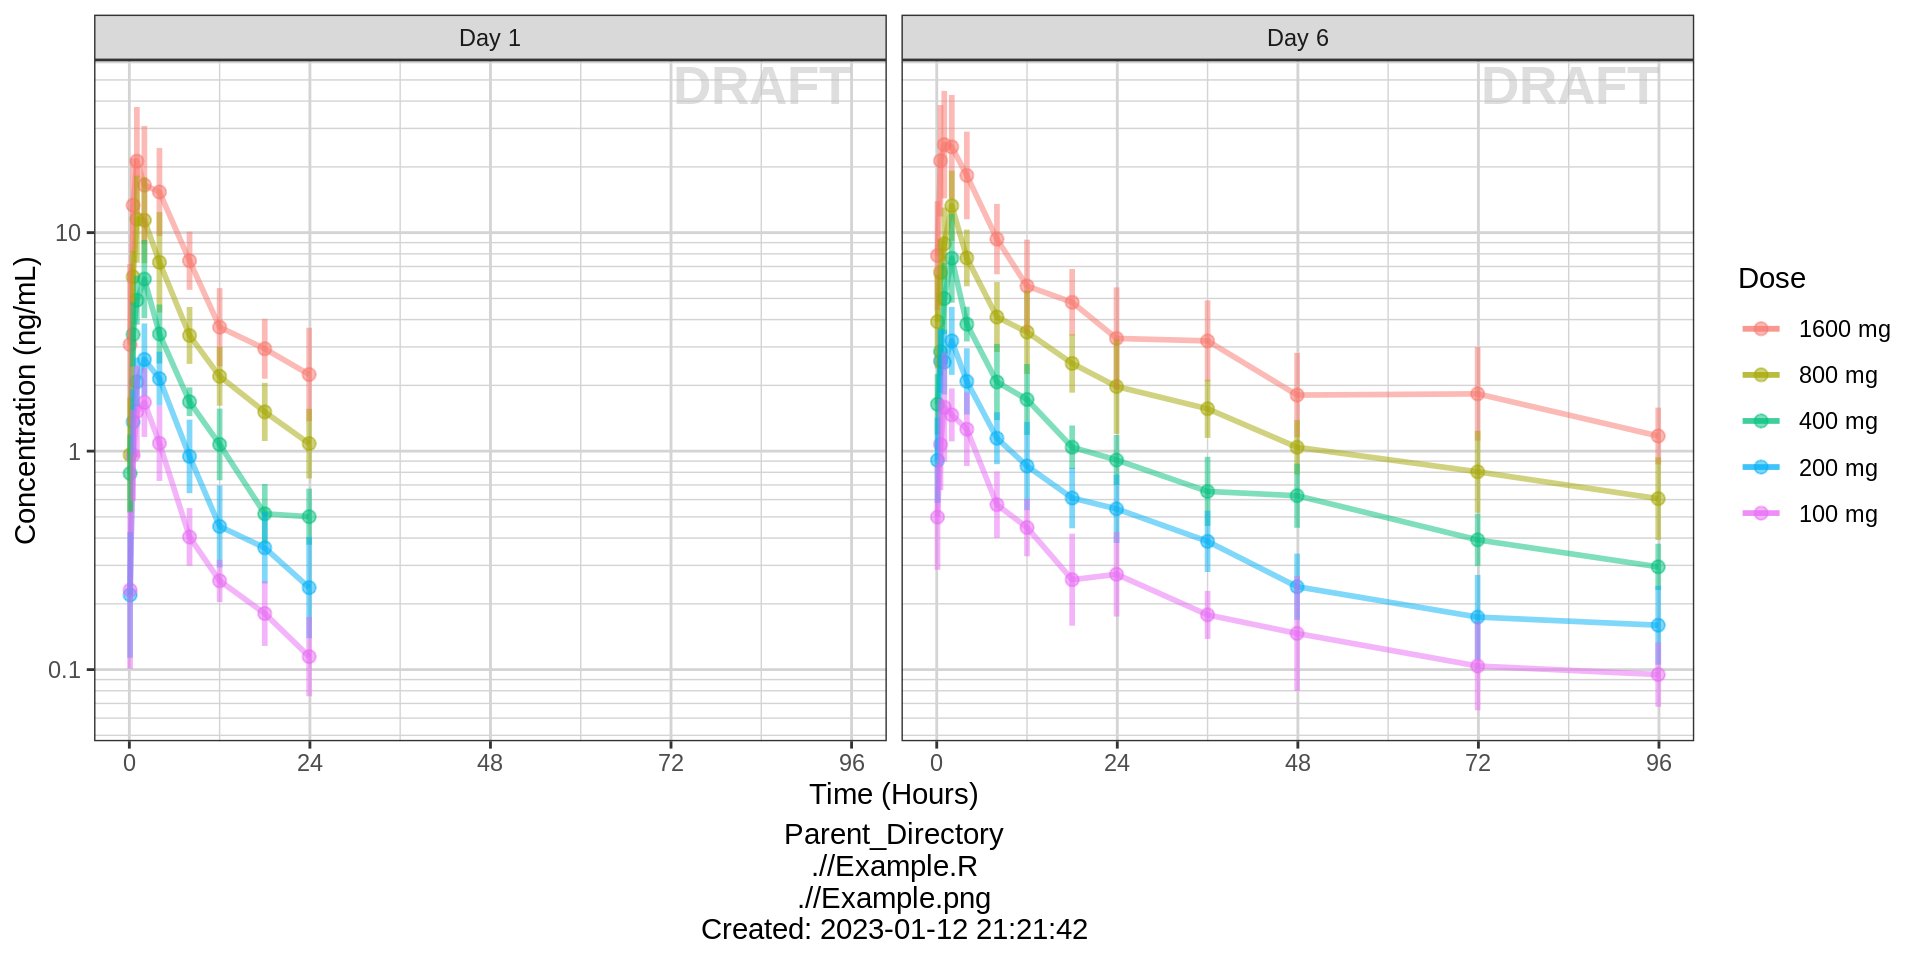 Day 1
Day 6
DRAFT
DRAFT
Concentration (ng/mL)
10
1
0.1
0
24
48
72
96
0
24
48
72
96
Time (Hours)
Dose
1600 mg
800 mg
400 mg
200 mg
100 mg
Parent_Directory
.//Example.R
.//Example.png
Created: 2023-01-12 21:21:42